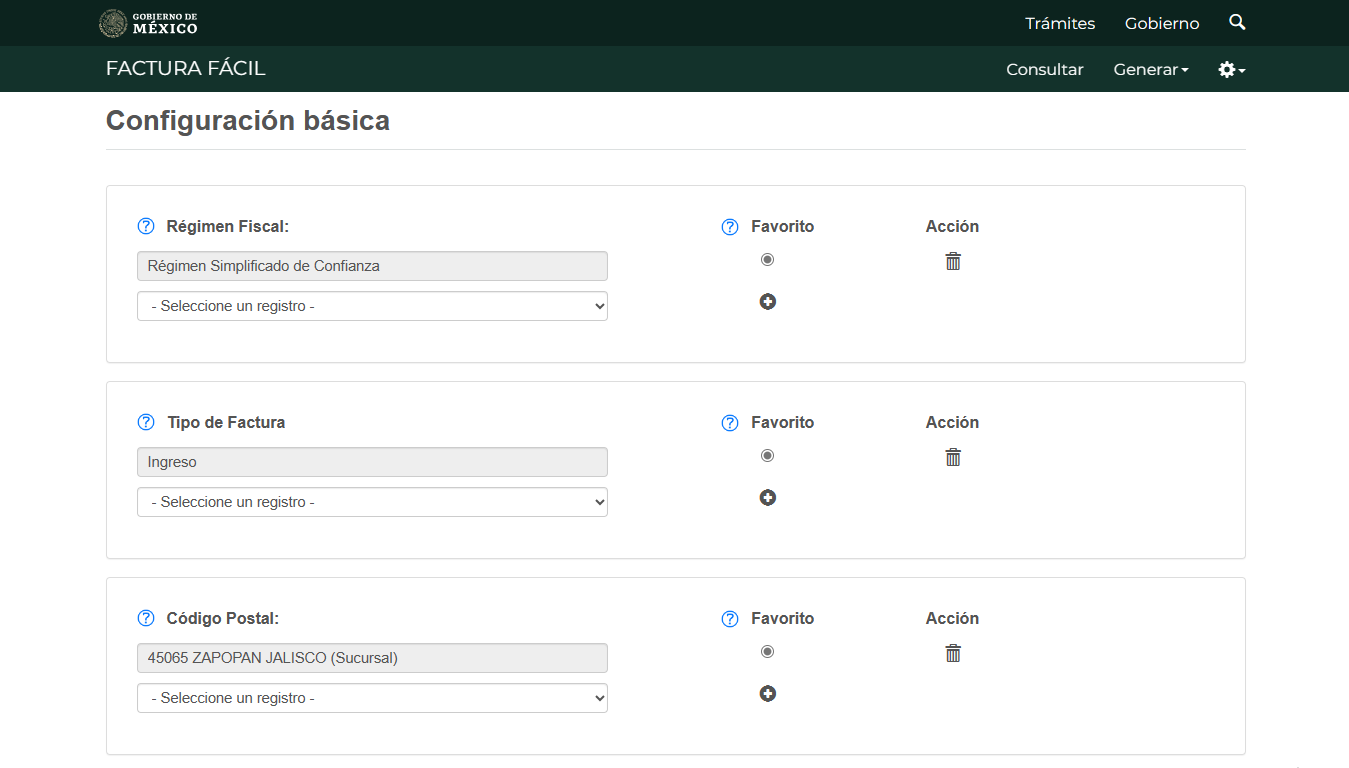 GOBIERNO DE
MÉXICO
Trámites Gobierno
FACTURA FÁCIL
Consultar Generar
Configuración básica
? Régimen Fiscal: ? Favorito Acción
Régimen Simplificado de Confianza
- Seleccione un registro -
? Tipo de Factura ? Favorito Acción
Ingreso
- Seleccione un registro -
? Código Postal: ? Favorito Acción
45065 ZAPOPAN JALISCO (Sucursal)
- Seleccione un registro -